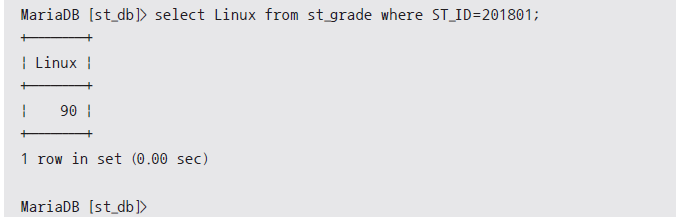 MariaDB [st_db]> select Linux from st_grade where ST_ID=201801;
+-------+
| Linux |
+-------+
|    90 |
+-------+
1 row in set (0.00 sec)
MariaDB [st_db]>